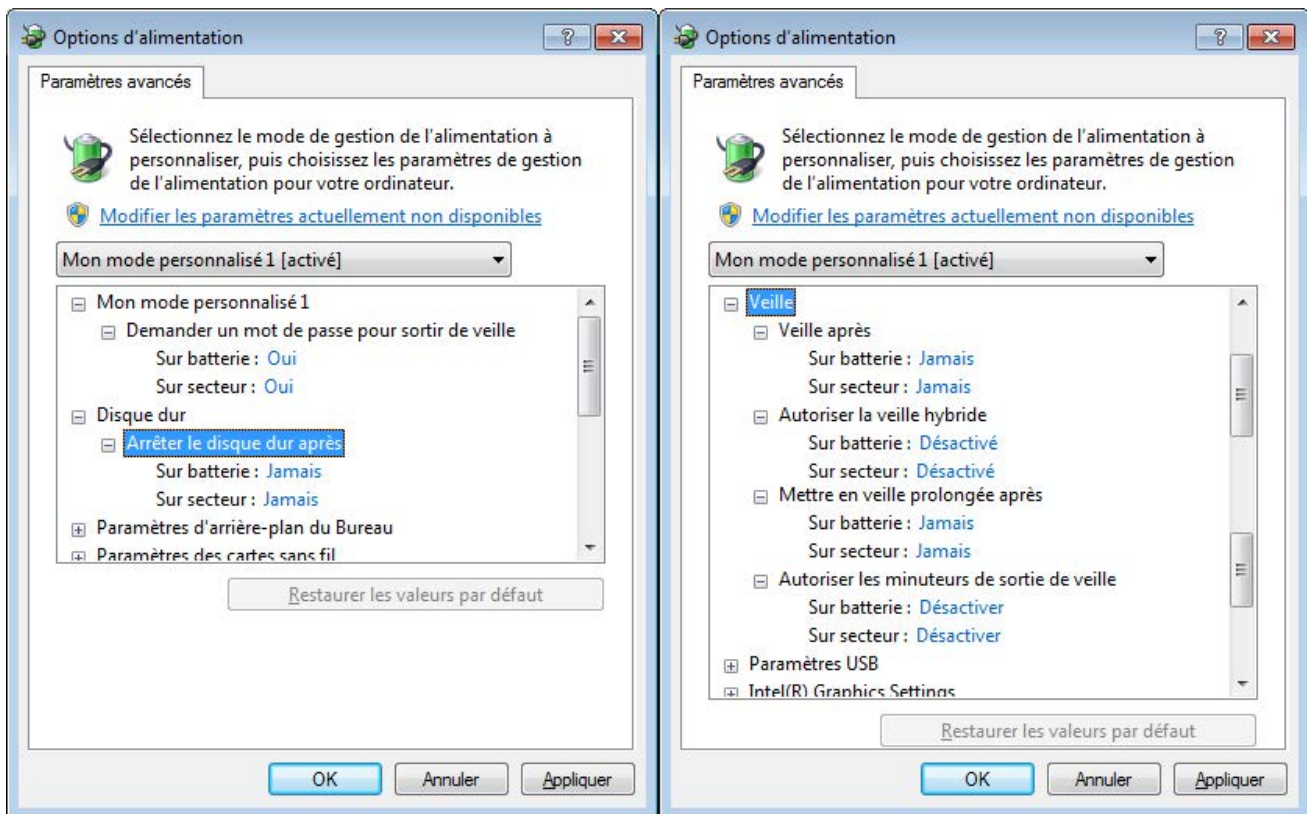 Options d'alimentation
Paramètres avancés
Sélectionnez le mode de gestion de l'alimentation à
personnaliser, puis choisissez les paramètres de gestion
de l'alimentation pour votre ordinateur.
Modifier les paramètres actuellement non disponibles
Mon mode personnalisé 1 [activé]
Mon mode personnalisé 1
Demander un mot de passe pour sortir de veille
Sur batterie : Oui
Sur secteur : Oui
Disque dur
Arrêter le disque dur après
Sur batterie : Jamais
Sur secteur : Jamais
Paramètres d'arrière-plan du Bureau
Paramètres des cartes sans fil
Restaurer les valeurs par défaut
OK Annuler Appliquer
Options d'alimentation
Paramètres avancés
Sélectionnez le mode de gestion de l'alimentation à
personnaliser, puis choisissez les paramètres de gestion
de l'alimentation pour votre ordinateur.
Modifier les paramètres actuellement non disponibles
Mon mode personnalisé 1 [activé]
Veille
Veille après
Sur batterie : Jamais
Sur secteur : Jamais
Autoriser la veille hybride
Sur batterie : Désactivé
Sur secteur : Désactivé
Mettre en veille prolongée après
Sur batterie : Jamais
Sur secteur : Jamais
Autoriser les minuteurs de sortie de veille
Sur batterie : Désactiver
Sur secteur : Désactiver
Paramètres USB
Intel(R) Graphics Settings
Restaurer les valeurs par défaut
OK Annuler Appliquer